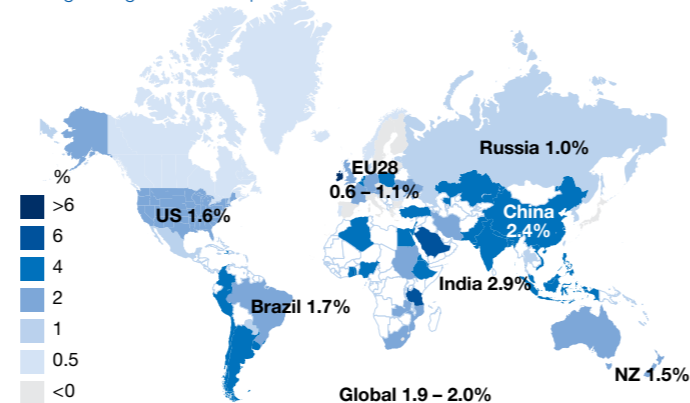 %
>6
6
4
2
1
0.5
<0
Russia 1.0%
EU28
0.6 – 1.1%
US 1.6%
China
2.4%
India 2.9%
Brazil 1.7%
NZ 1.5%
Global 1.9 – 2.0%